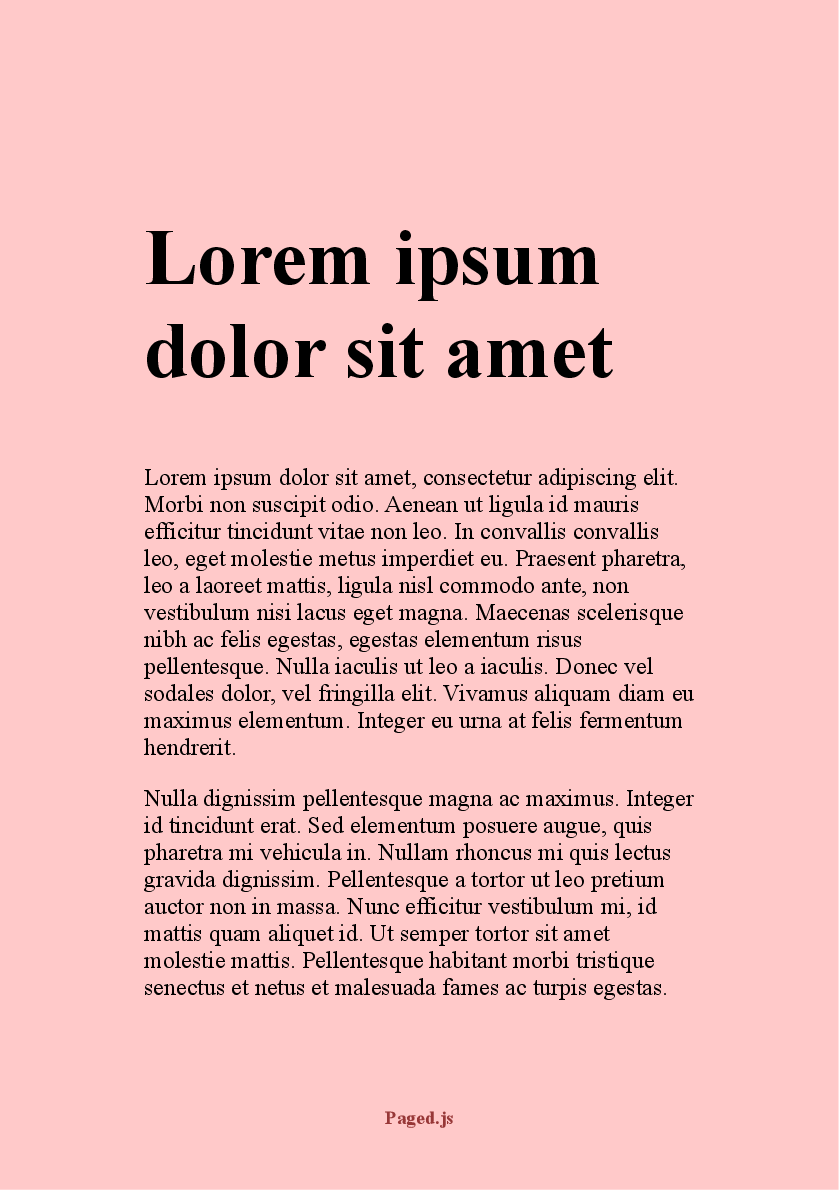 Lorem ipsum
dolor sit amet
Lorem ipsum dolor sit amet, consectetur adipiscing elit.
Morbi non suscipit odio. Aenean ut ligula id mauris
efficitur tincidunt vitae non leo. In convallis convallis
leo, eget molestie metus imperdiet eu. Praesent pharetra,
leo a laoreet mattis, ligula nisl commodo ante, non
vestibulum nisi lacus eget magna. Maecenas scelerisque
nibh ac felis egestas, egestas elementum risus
pellentesque. Nulla iaculis ut leo a iaculis. Donec vel
sodales dolor, vel fringilla elit. Vivamus aliquam diam eu
maximus elementum. Integer eu urna at felis fermentum
hendrerit.
Nulla dignissim pellentesque magna ac maximus. Integer
id tincidunt erat. Sed elementum posuere augue, quis
pharetra mi vehicula in. Nullam rhoncus mi quis lectus
gravida dignissim. Pellentesque a tortor ut leo pretium
auctor non in massa. Nunc efficitur vestibulum mi, id
mattis quam aliquet id. Ut semper tortor sit amet
molestie mattis. Pellentesque habitant morbi tristique
senectus et netus et malesuada fames ac turpis egestas.
Paged.js